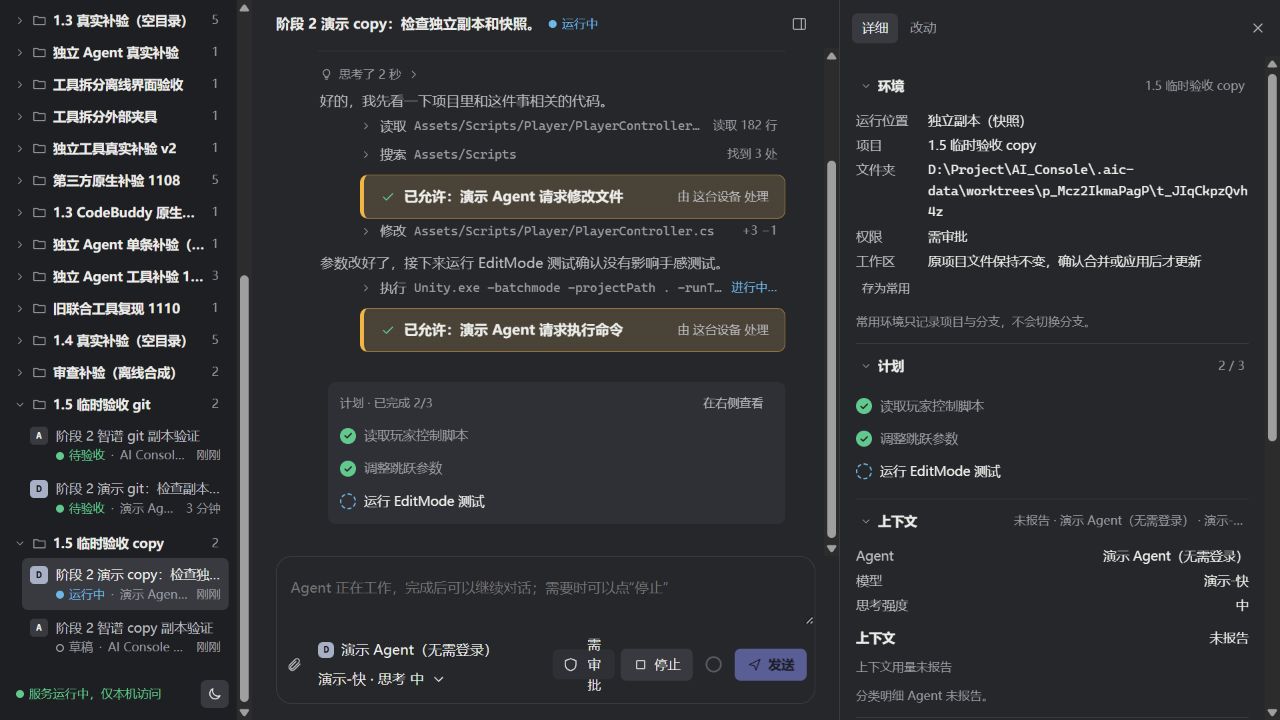 1.3 真实补验（空目录） 5
独立 Agent 真实补验 1
工具拆分离线界面验收 1
工具拆分外部夹具 1
独立工具真实补验 v2 1
第三方原生补验 1108 5
1.3 CodeBuddy 原生... 1
独立 Agent 单条补验（... 1
独立 Agent 工具补验 1... 3
旧联合工具复现 1110 1
1.4 真实补验（空目录） 5
审查补验（离线合成） 2
1.5 临时验收 git 2
A 阶段 2 智谱 git 副本验证
待验收 · AI Consol... 刚刚
D 阶段 2 演示 git：检查副本...
待验收 · 演示 Ag... 3 分钟
1.5 临时验收 copy 2
D 阶段 2 演示 copy：检查独...
运行中 · 演示 Agen... 刚刚
A 阶段 2 智谱 copy 副本验证
草稿 · AI Console ... 刚刚
服务运行中，仅本机访问
阶段 2 演示 copy：检查独立副本和快照。 运行中
思考了 2 秒
好的，我先看一下项目里和这件事相关的代码。
读取 Assets/Scripts/Player/PlayerController… 读取 182 行
搜索 Assets/Scripts 找到 3 处
已允许：演示 Agent 请求修改文件 由 这台设备 处理
修改 Assets/Scripts/Player/PlayerController.cs +3 −1
参数改好了，接下来运行 EditMode 测试确认没有影响手感测试。
执行 Unity.exe -batchmode -projectPath . -runT… 进行中...
已允许：演示 Agent 请求执行命令 由 这台设备 处理
计划 · 已完成 2/3 在右侧查看
读取玩家控制脚本
调整跳跃参数
运行 EditMode 测试
Agent 正在工作，完成后可以继续对话；需要时可以点“停止”
D 演示 Agent（无需登录）
演示-快 · 思考 中
需审批
停止
发送
详细 改动
环境 1.5 临时验收 copy
运行位置 独立副本（快照）
项目 1.5 临时验收 copy
文件夹 D:\Project\AI_Console\.aic-
data\worktrees\p_Mcz2IkmaPagP\t_JIqCkpzQvh
4z
权限 需审批
工作区 原项目文件保持不变，确认合并或应用后才更新
存为常用
常用环境只记录项目与分支，不会切换分支。
计划 2 / 3
读取玩家控制脚本
调整跳跃参数
运行 EditMode 测试
上下文 未报告 · 演示 Agent（无需登录） · 演示-...
Agent 演示 Agent（无需登录）
模型 演示-快
思考强度 中
上下文 未报告
上下文用量未报告
分类明细 Agent 未报告。